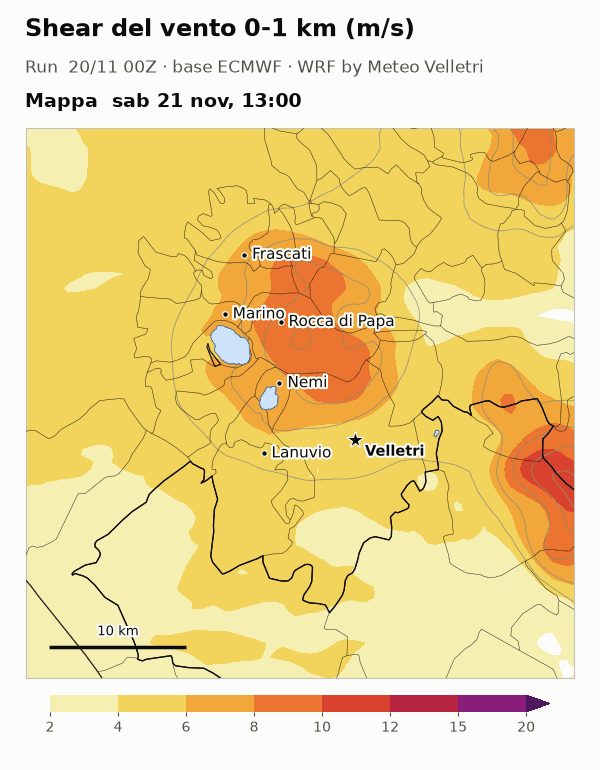 Shear del vento 0-1 km (m/s)
Run  20/11 00Z · base ECMWF · WRF by Meteo Velletri
Mappa  sab 21 nov, 13:00
Frascati
Marino
Rocca di Papa
Nemi
Velletri
Lanuvio
10 km
2 4 6 8 10 12 15 20